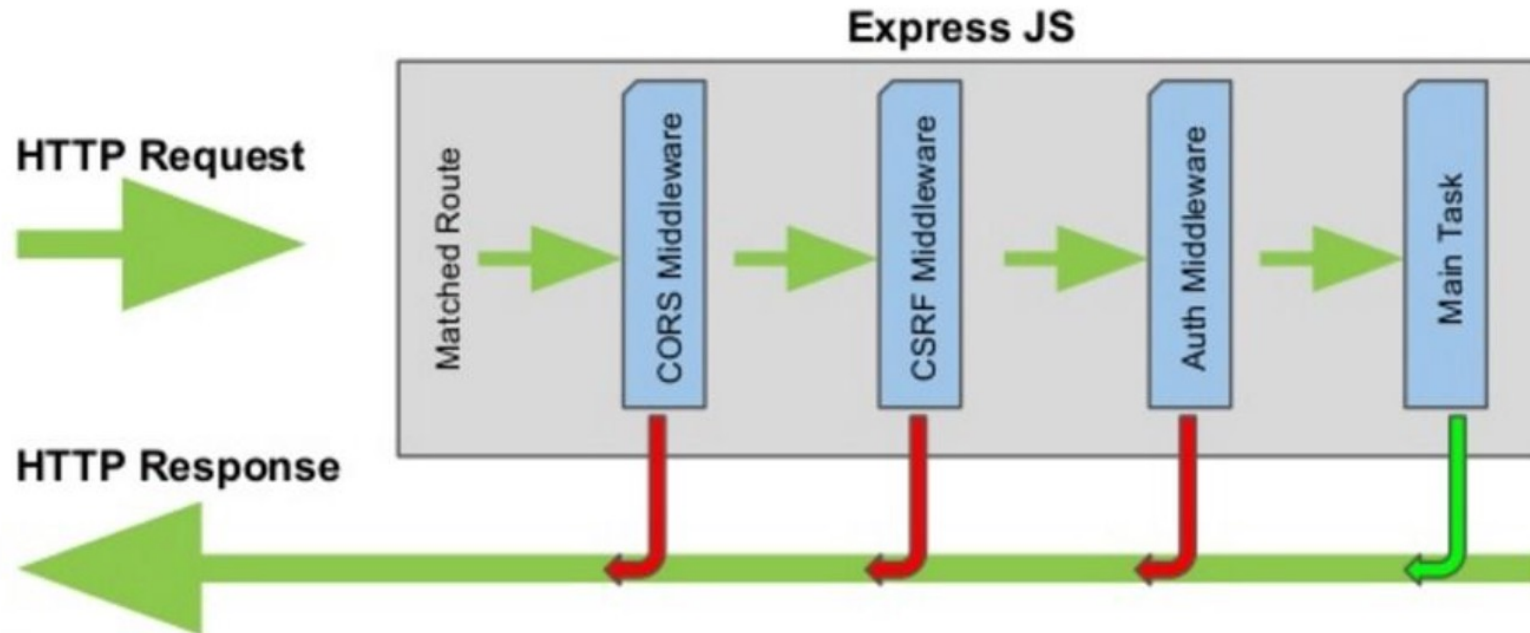 Express JS
HTTP Request
Matched Route
CORS Middleware
CSRF Middleware
Auth Middleware
Main Task
HTTP Response